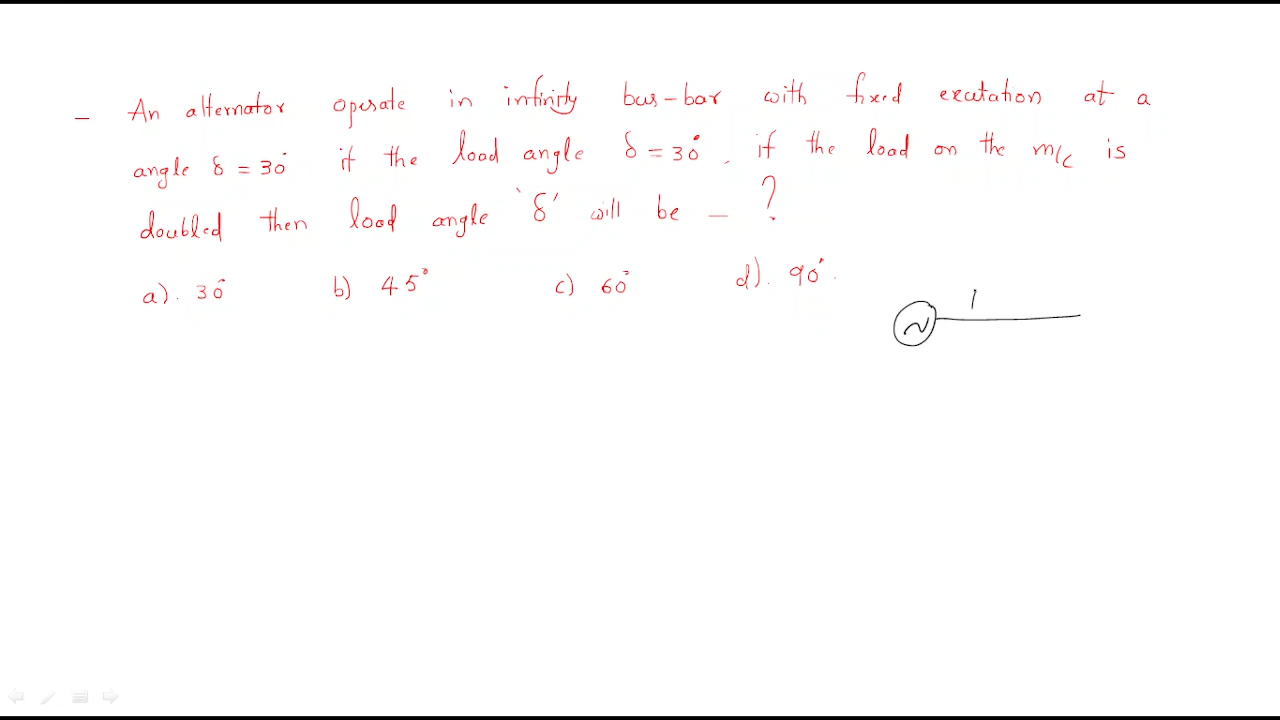 - An alternator operate in infinity bus-bar with fixed excitation at a
angle δ = 30° if the load angle δ = 30°. if the load on the m/c is
doubled then load angle 'δ' will be - ?
a). 30° b) 45° c) 60° d). 90°.